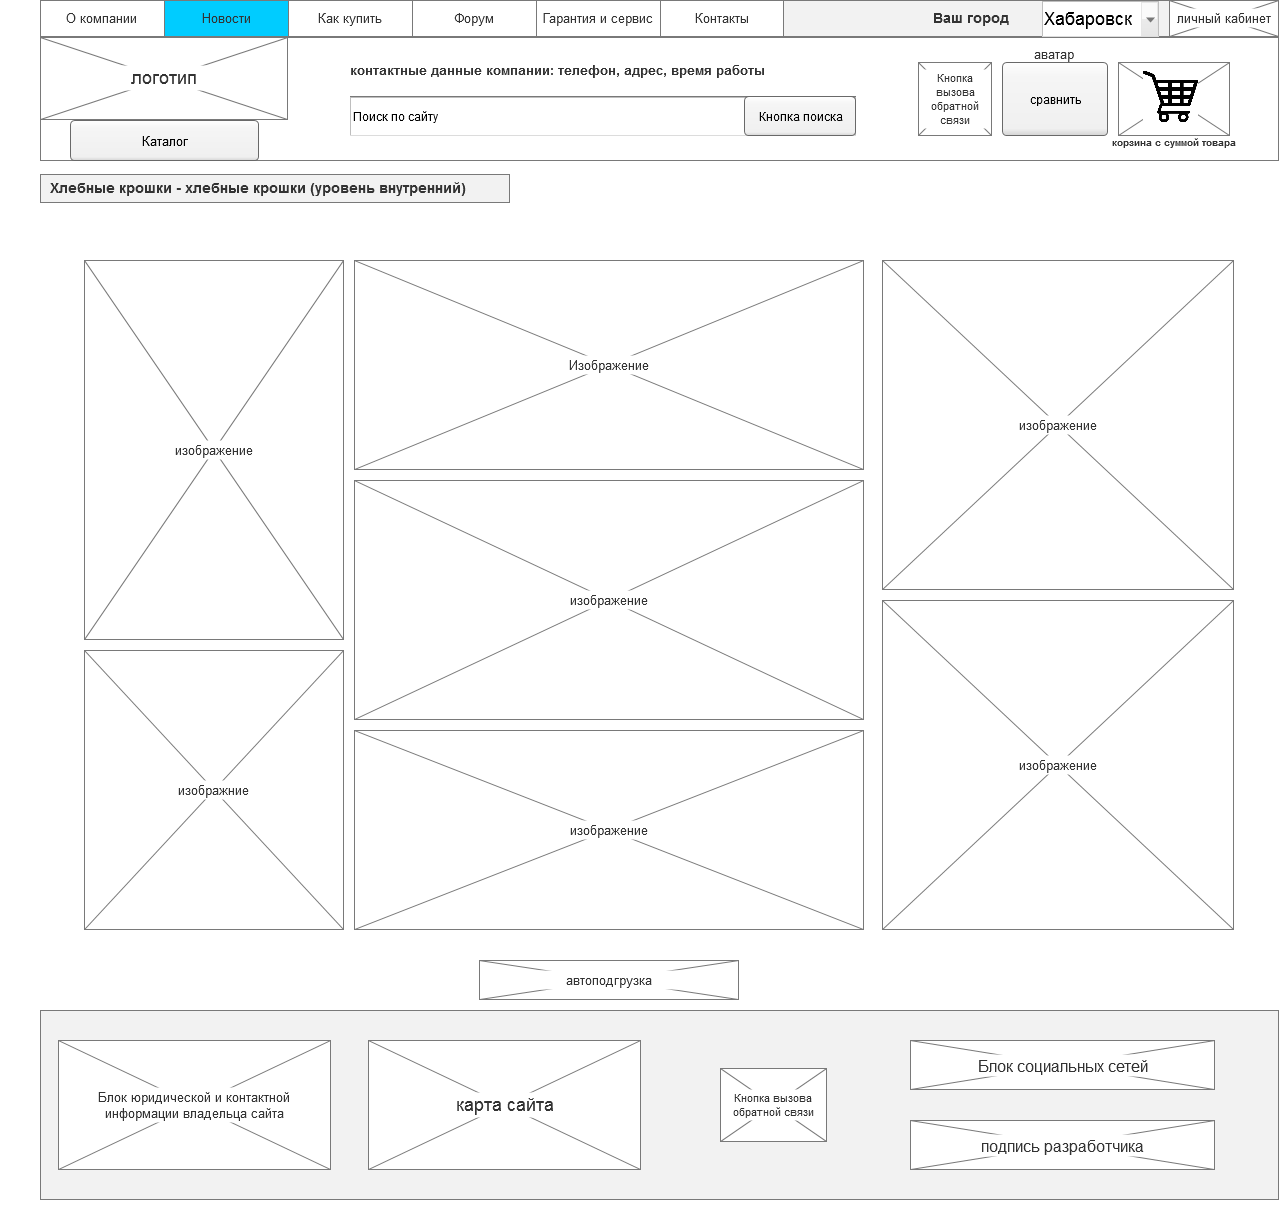 О компании
Новости
Как купить
Форум
Гарантия и сервис
Контакты
Ваш город
Хабаровск
личный кабинет
логотип
контактные данные компании: телефон, адрес, время работы
аватар
Кнопка
вызова
обратной
связи
сравнить
Поиск по сайту
Кнопка поиска
Каталог
корзина с суммой товара
Хлебные крошки - хлебные крошки (уровень внутренний)
изображение
Изображение
изображение
изображение
изображние
изображение
изображение
автоподгрузка
Блок юридической и контактной
информации владельца сайта
карта сайта
Кнопка вызова
обратной связи
Блок социальных сетей
подпись разработчика